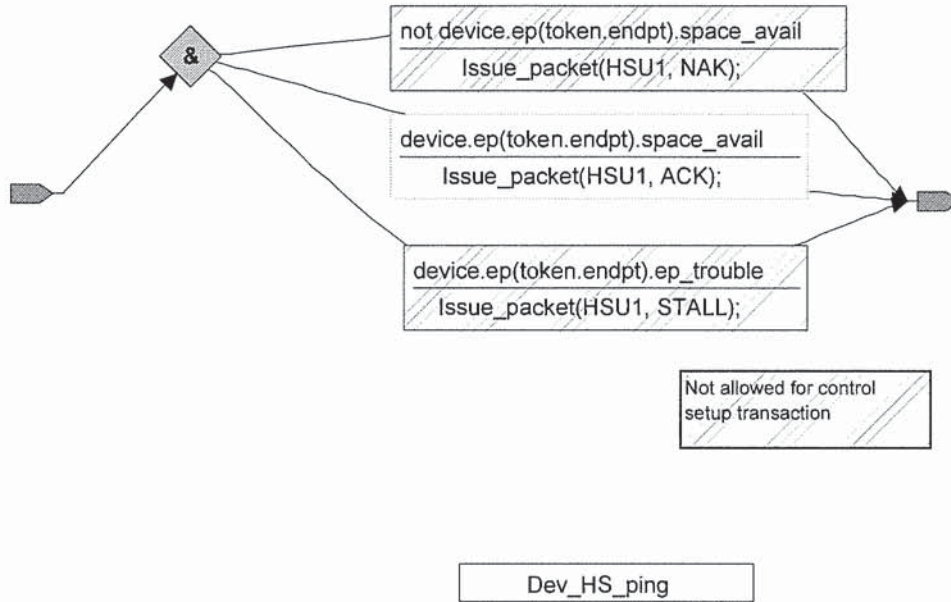 not device.ep(token,endpt).space_avail
Issue_packet(HSU1, NAK);
&
device.ep(token.endpt).space_avail
Issue_packet(HSU1, ACK);
device.ep(token.endpt).ep_trouble
Issue_packet(HSU1, STALL);
Not allowed for control
setup transaction
Dev_HS_ping